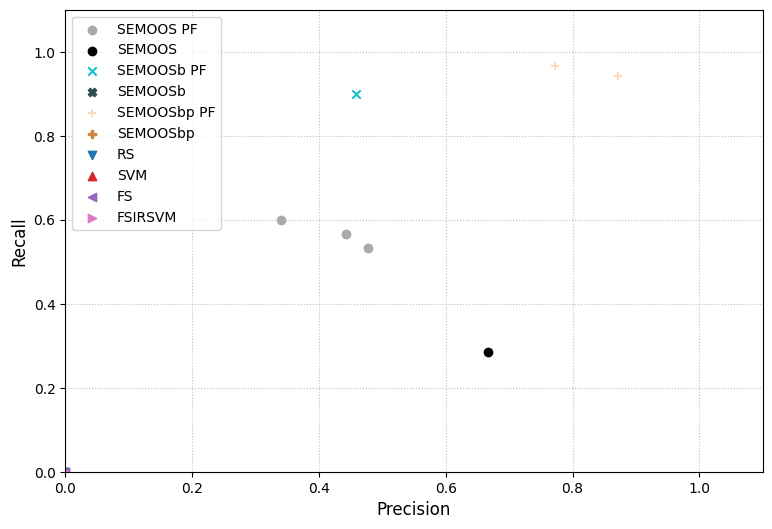 1.0
0.8
0.6
0.4
0.2
0.0
Recall
SEMOOS PF
SEMOOS
SEMOOSb PF
SEMOOSb
SEMOOSbp PF
SEMOOSbp
RS
SVM
FS
FSIRSVM
0.0 0.2 0.4 0.6 0.8 1.0
Precision